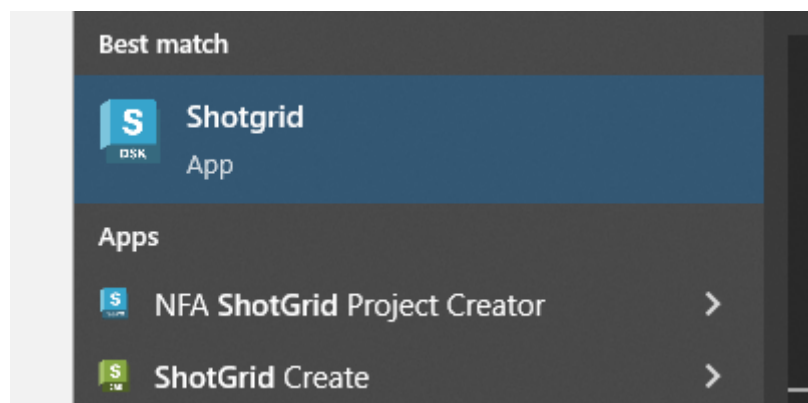 Best match
S
DSK
Shotgrid
App
Apps
S
NFA ShotGrid Project Creator
S
ShotGrid Create